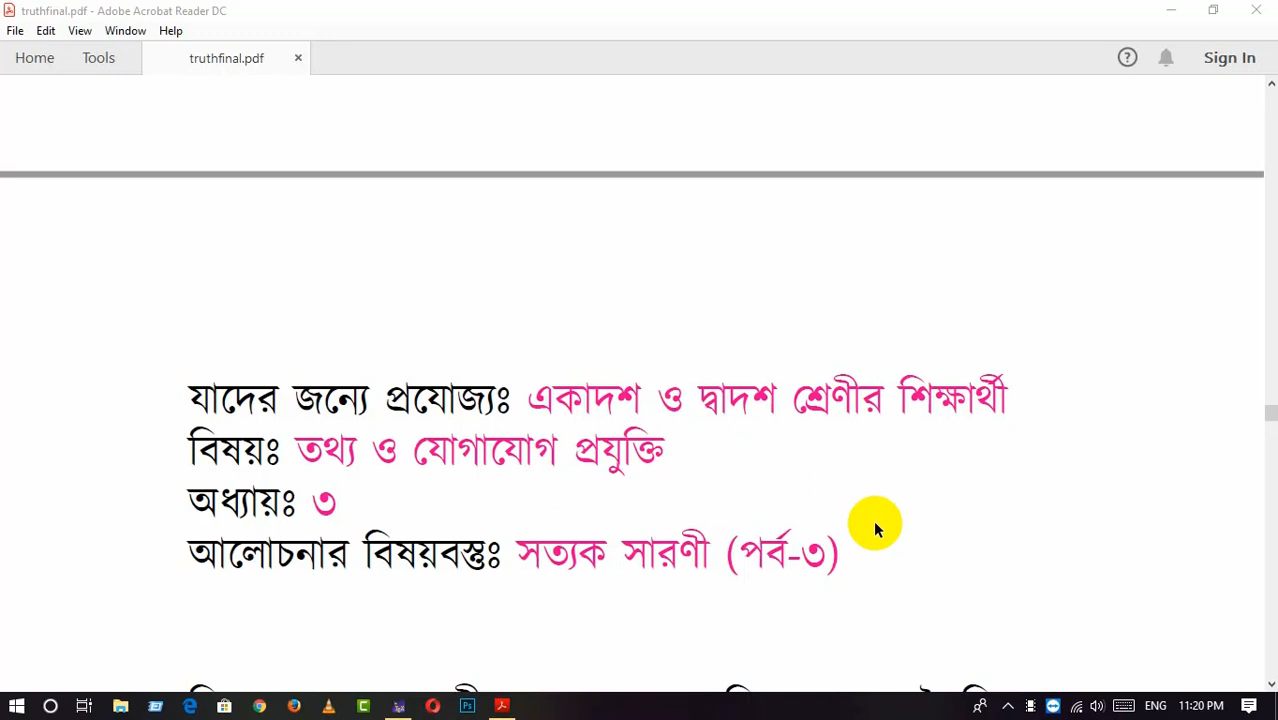 truthfinal.pdf - Adobe Acrobat Reader DC
File Edit View Window Help
Home Tools truthfinal.pdf × ? Sign In
যাদের জন্যে প্রযোজ্যঃ একাদশ ও দ্বাদশ শ্রেণীর শিক্ষার্থী
বিষয়ঃ তথ্য ও যোগাযোগ প্রযুক্তি
অধ্যায়ঃ ৩
আলোচনার বিষয়বস্তুঃ সত্যক সারণী (পর্ব-৩)
ENG 11:20 PM